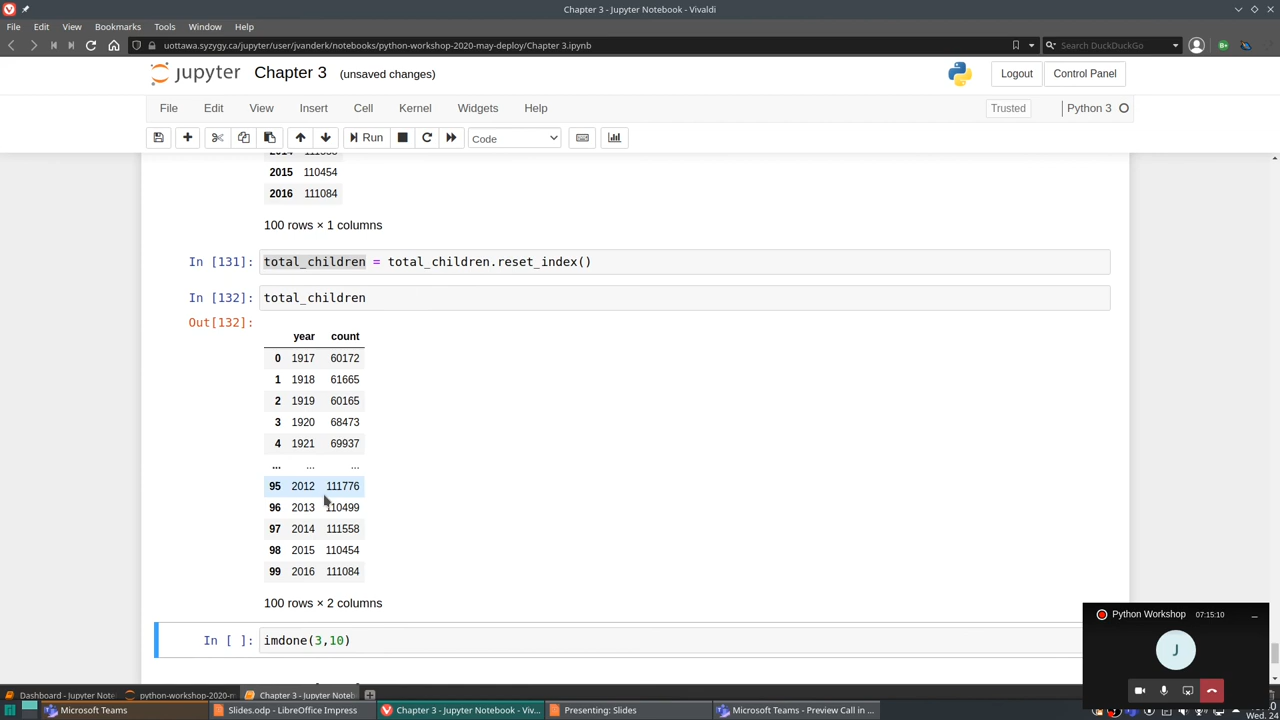 Chapter 3 - Jupyter Notebook - Vivaldi
File Edit View Bookmarks Tools Window Help
uottawa.syzygy.ca/jupyter/user/jvanderk/notebooks/python-workshop-2020-may-deploy/Chapter 3.ipynb
Search DuckDuckGo
jupyter Chapter 3 (unsaved changes)
Logout Control Panel
File Edit View Insert Cell Kernel Widgets Help
Trusted Python 3
Run Code
2015 110454
2016 111084
100 rows × 1 columns
In [131]: total_children = total_children.reset_index()
In [132]: total_children
Out[132]:
year count
0 1917 60172
1 1918 61665
2 1919 60165
3 1920 68473
4 1921 69937
... ... ...
95 2012 111776
96 2013 110499
97 2014 111558
98 2015 110454
99 2016 111084
100 rows × 2 columns
In [ ]: imdone(3,10)
Python Workshop 07:15:10
J
Dashboard - Jupyter Note
python-workshop-2020-m
Chapter 3 - Jupyter Noteb
Microsoft Teams
Slides.odp - LibreOffice Impress
Chapter 3 - Jupyter Notebook - Viv...
Presenting: Slides
Microsoft Teams - Preview Call in ...
Wed. 24